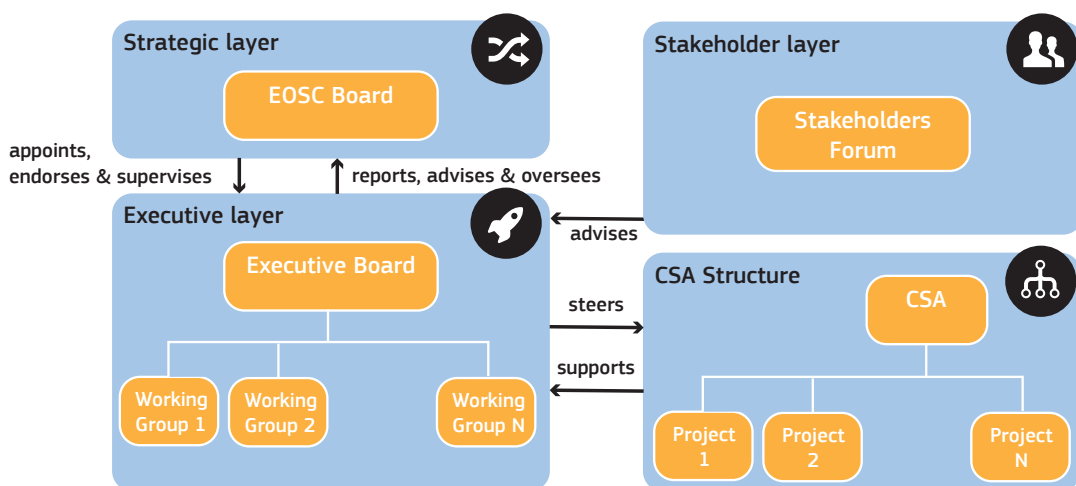 Strategic layer
EOSC Board
Stakeholder layer
Stakeholders
Forum
appoints,
endorses & supervises
reports, advises & oversees
Executive layer
Executive Board
advises
Working
Group 1
Working
Group 2
Working
Group N
steers
supports
CSA Structure
CSA
Project
1
Project
2
Project
N